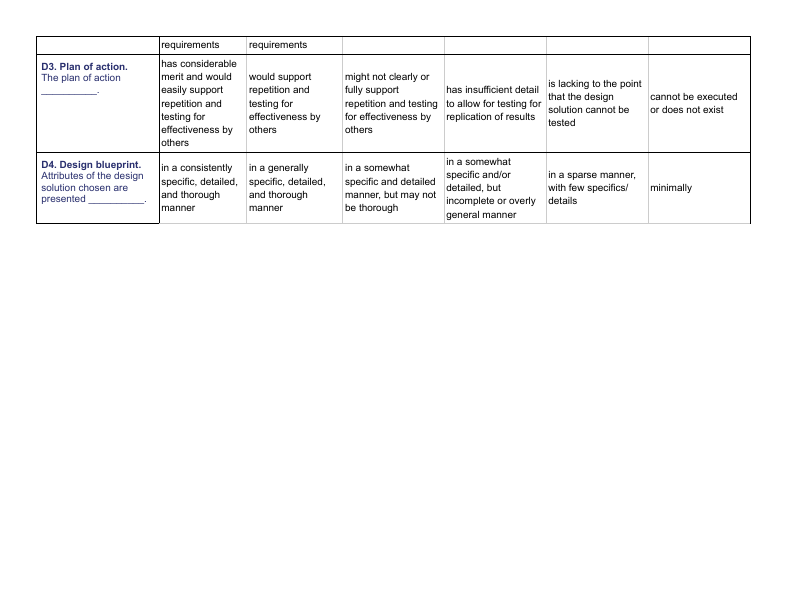 requirements
requirements
D3. Plan of action.
The plan of action
__________.
has considerable
merit and would
easily support
repetition and
testing for
effectiveness by
others
would support
repetition and
testing for
effectiveness by
others
might not clearly or
fully support
repetition and testing
for effectiveness by
others
has insufficient detail
to allow for testing for
replication of results
is lacking to the point
that the design
solution cannot be
tested
cannot be executed
or does not exist
D4. Design blueprint.
Attributes of the design
solution chosen are
presented __________.
in a consistently
specific, detailed,
and thorough
manner
in a generally
specific, detailed,
and thorough
manner
in a somewhat
specific and detailed
manner, but may not
be thorough
in a somewhat
specific and/or
detailed, but
incomplete or overly
general manner
in a sparse manner,
with few specifics/
details
minimally